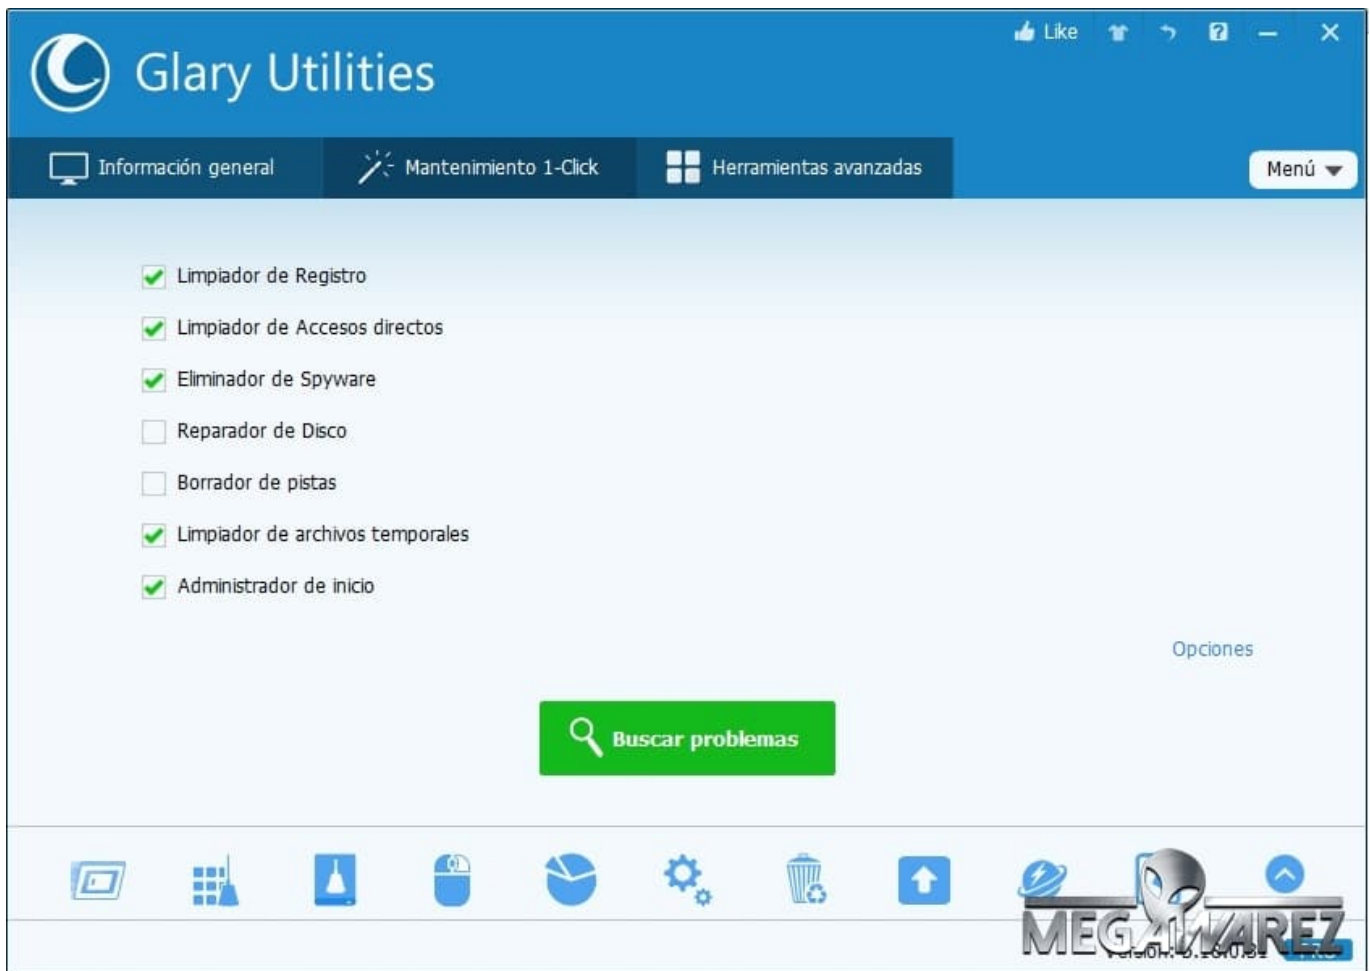 Like
Glary Utilities
Información general
Mantenimiento 1-Click
Herramientas avanzadas
Menú
Limpiador de Registro
Limpiador de Accesos directos
Eliminador de Spyware
Reparador de Disco
Borrador de pistas
Limpiador de archivos temporales
Administrador de inicio
Opciones
Buscar problemas
MEGAWAREZ